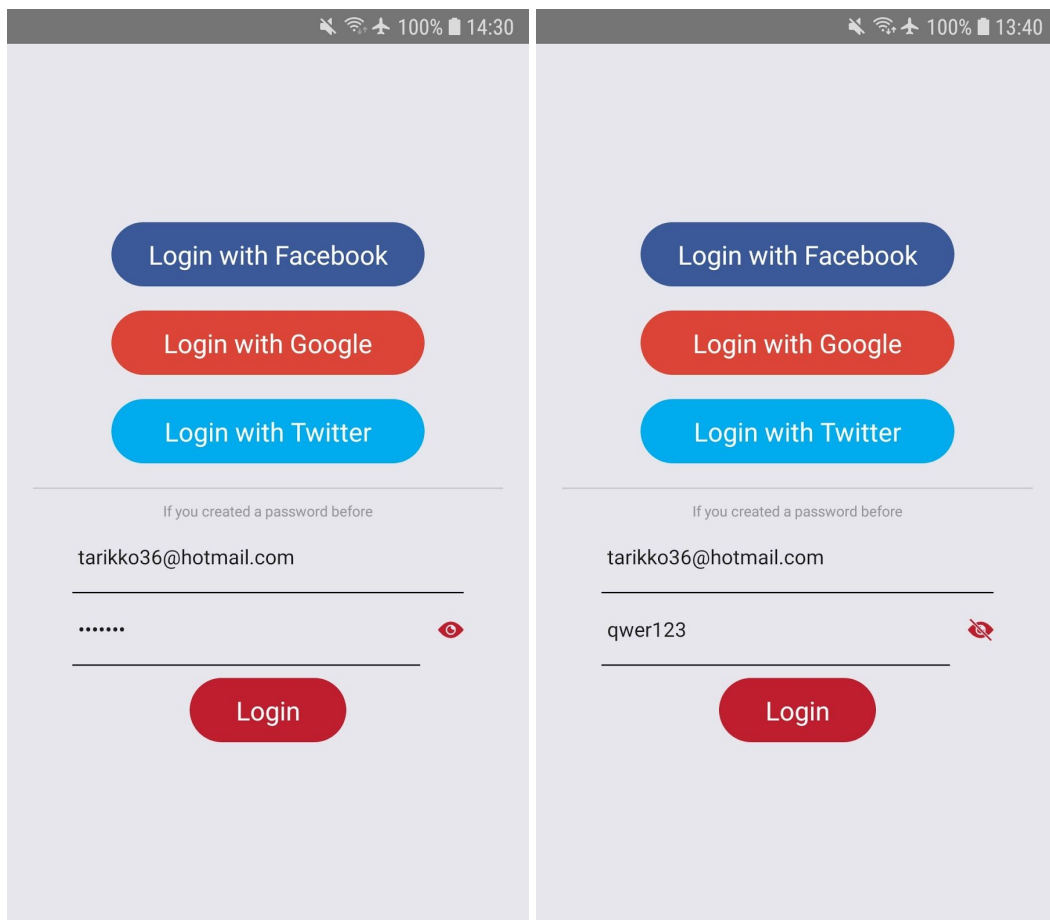 100% 14:30
Login with Facebook
Login with Google
Login with Twitter
If you created a password before
tarikko36@hotmail.com
•••••••
Login
100% 13:40
Login with Facebook
Login with Google
Login with Twitter
If you created a password before
tarikko36@hotmail.com
qwer123
Login